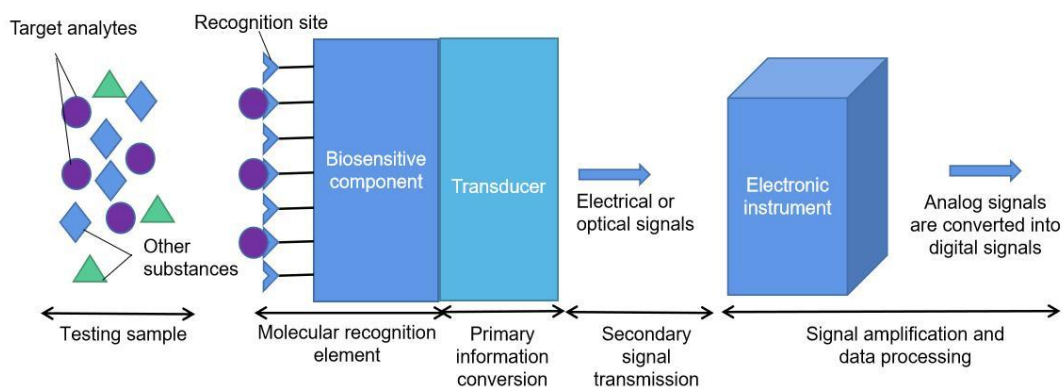 Target analytes
Recognition site
Biosensitive
component
Transducer
Electrical or
optical signals
Electronic
instrument
Analog signals
are converted into
digital signals
Other
substances
Testing sample
Molecular recognition
element
Primary
information
conversion
Secondary
signal
transmission
Signal amplification and
data processing